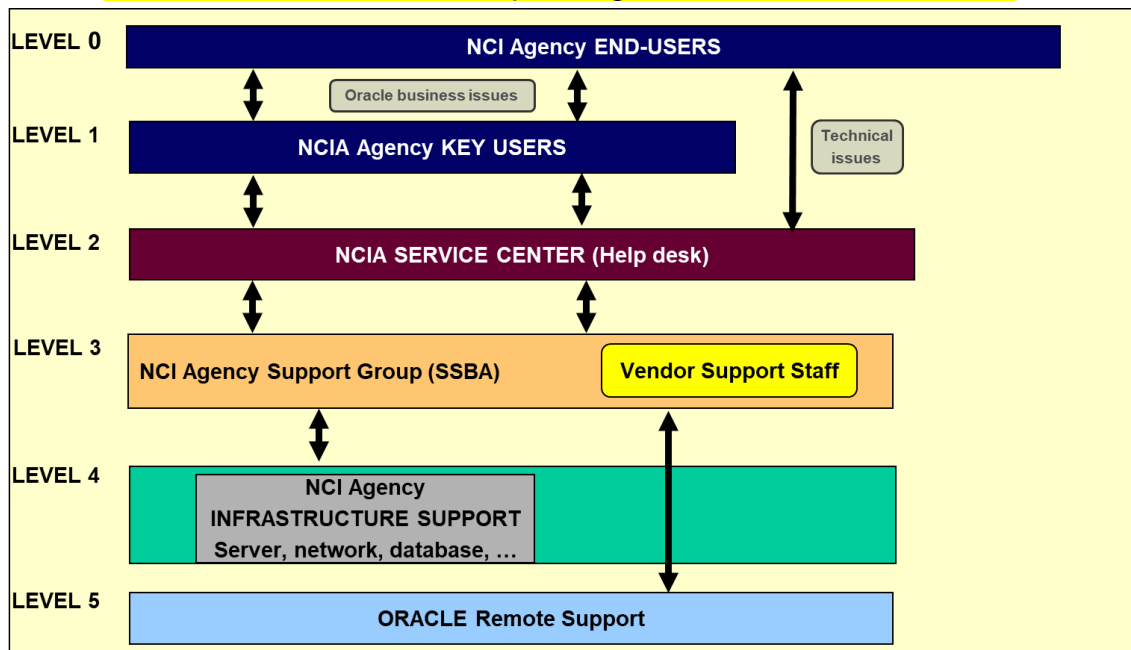 LEVEL 0
NCI Agency END-USERS
Oracle business issues
LEVEL 1
NCIA Agency KEY USERS
Technical
issues
LEVEL 2
NCIA SERVICE CENTER (Help desk)
LEVEL 3
NCI Agency Support Group (SSBA)
Vendor Support Staff
LEVEL 4
NCI Agency
INFRASTRUCTURE SUPPORT
Server, network, database, …
LEVEL 5
ORACLE Remote Support